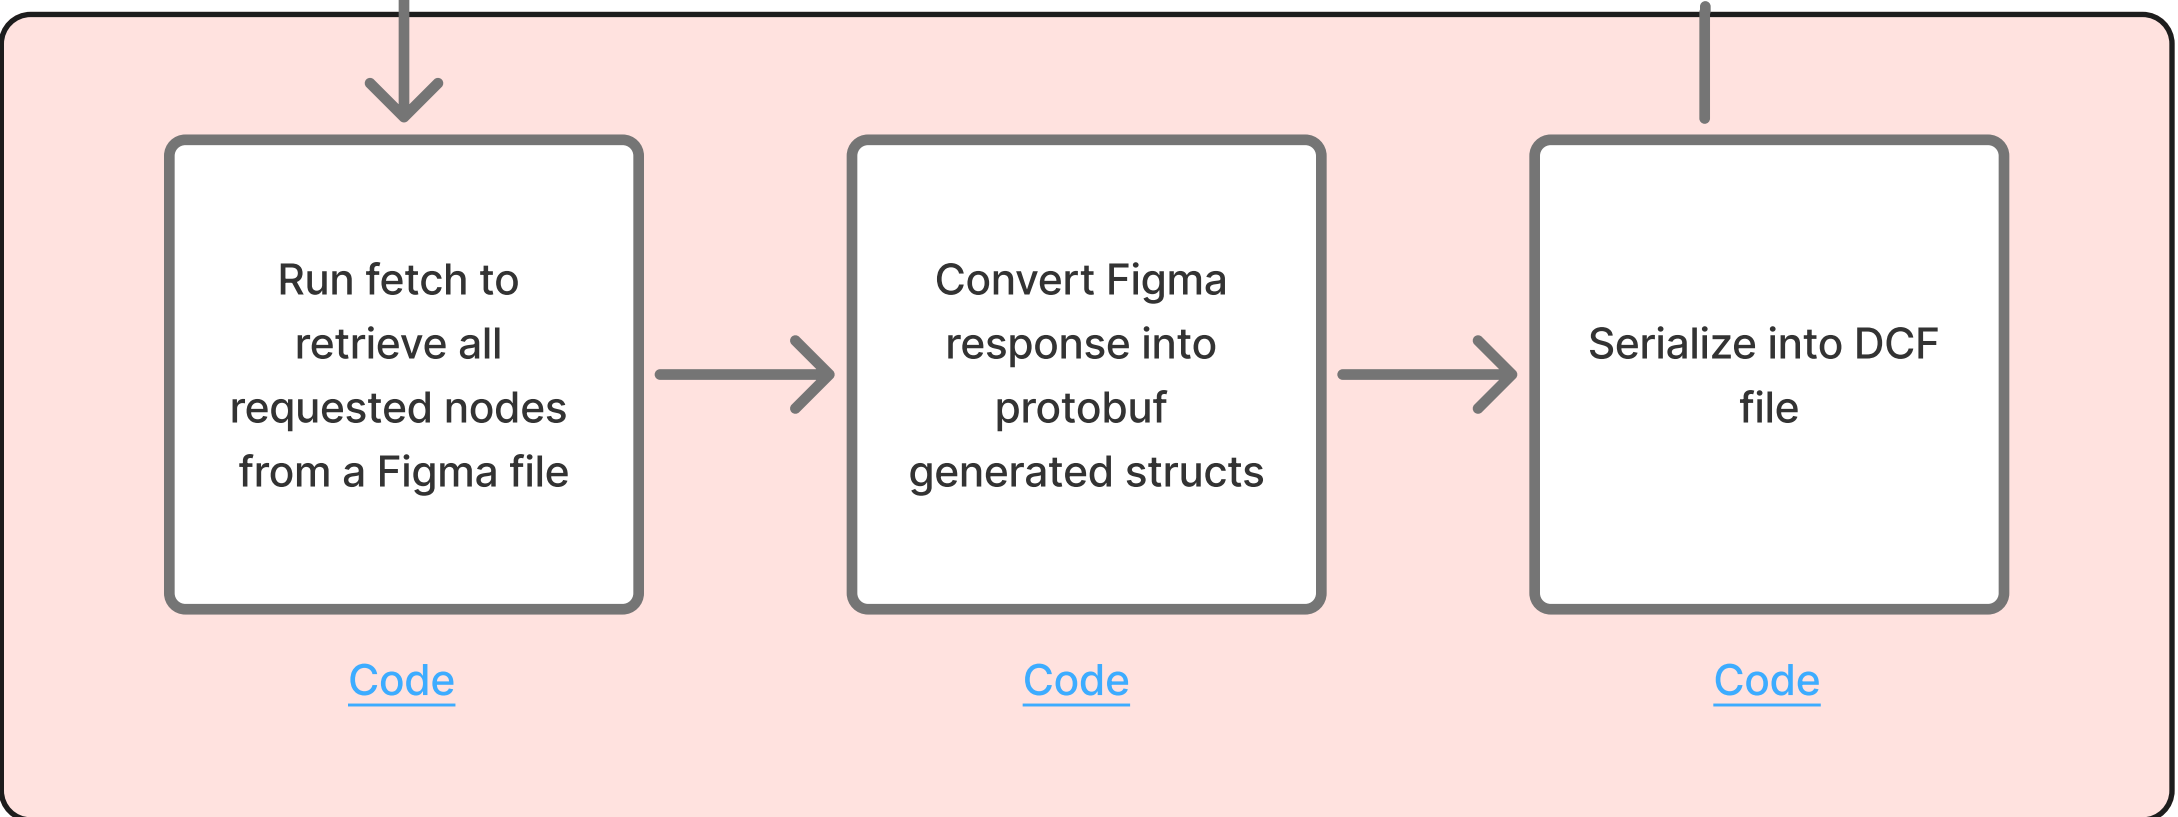 Run fetch to
retrieve all
requested nodes
from a Figma file
Convert Figma
response into
protobuf
generated structs
Serialize into DCF
file
Code
Code
Code